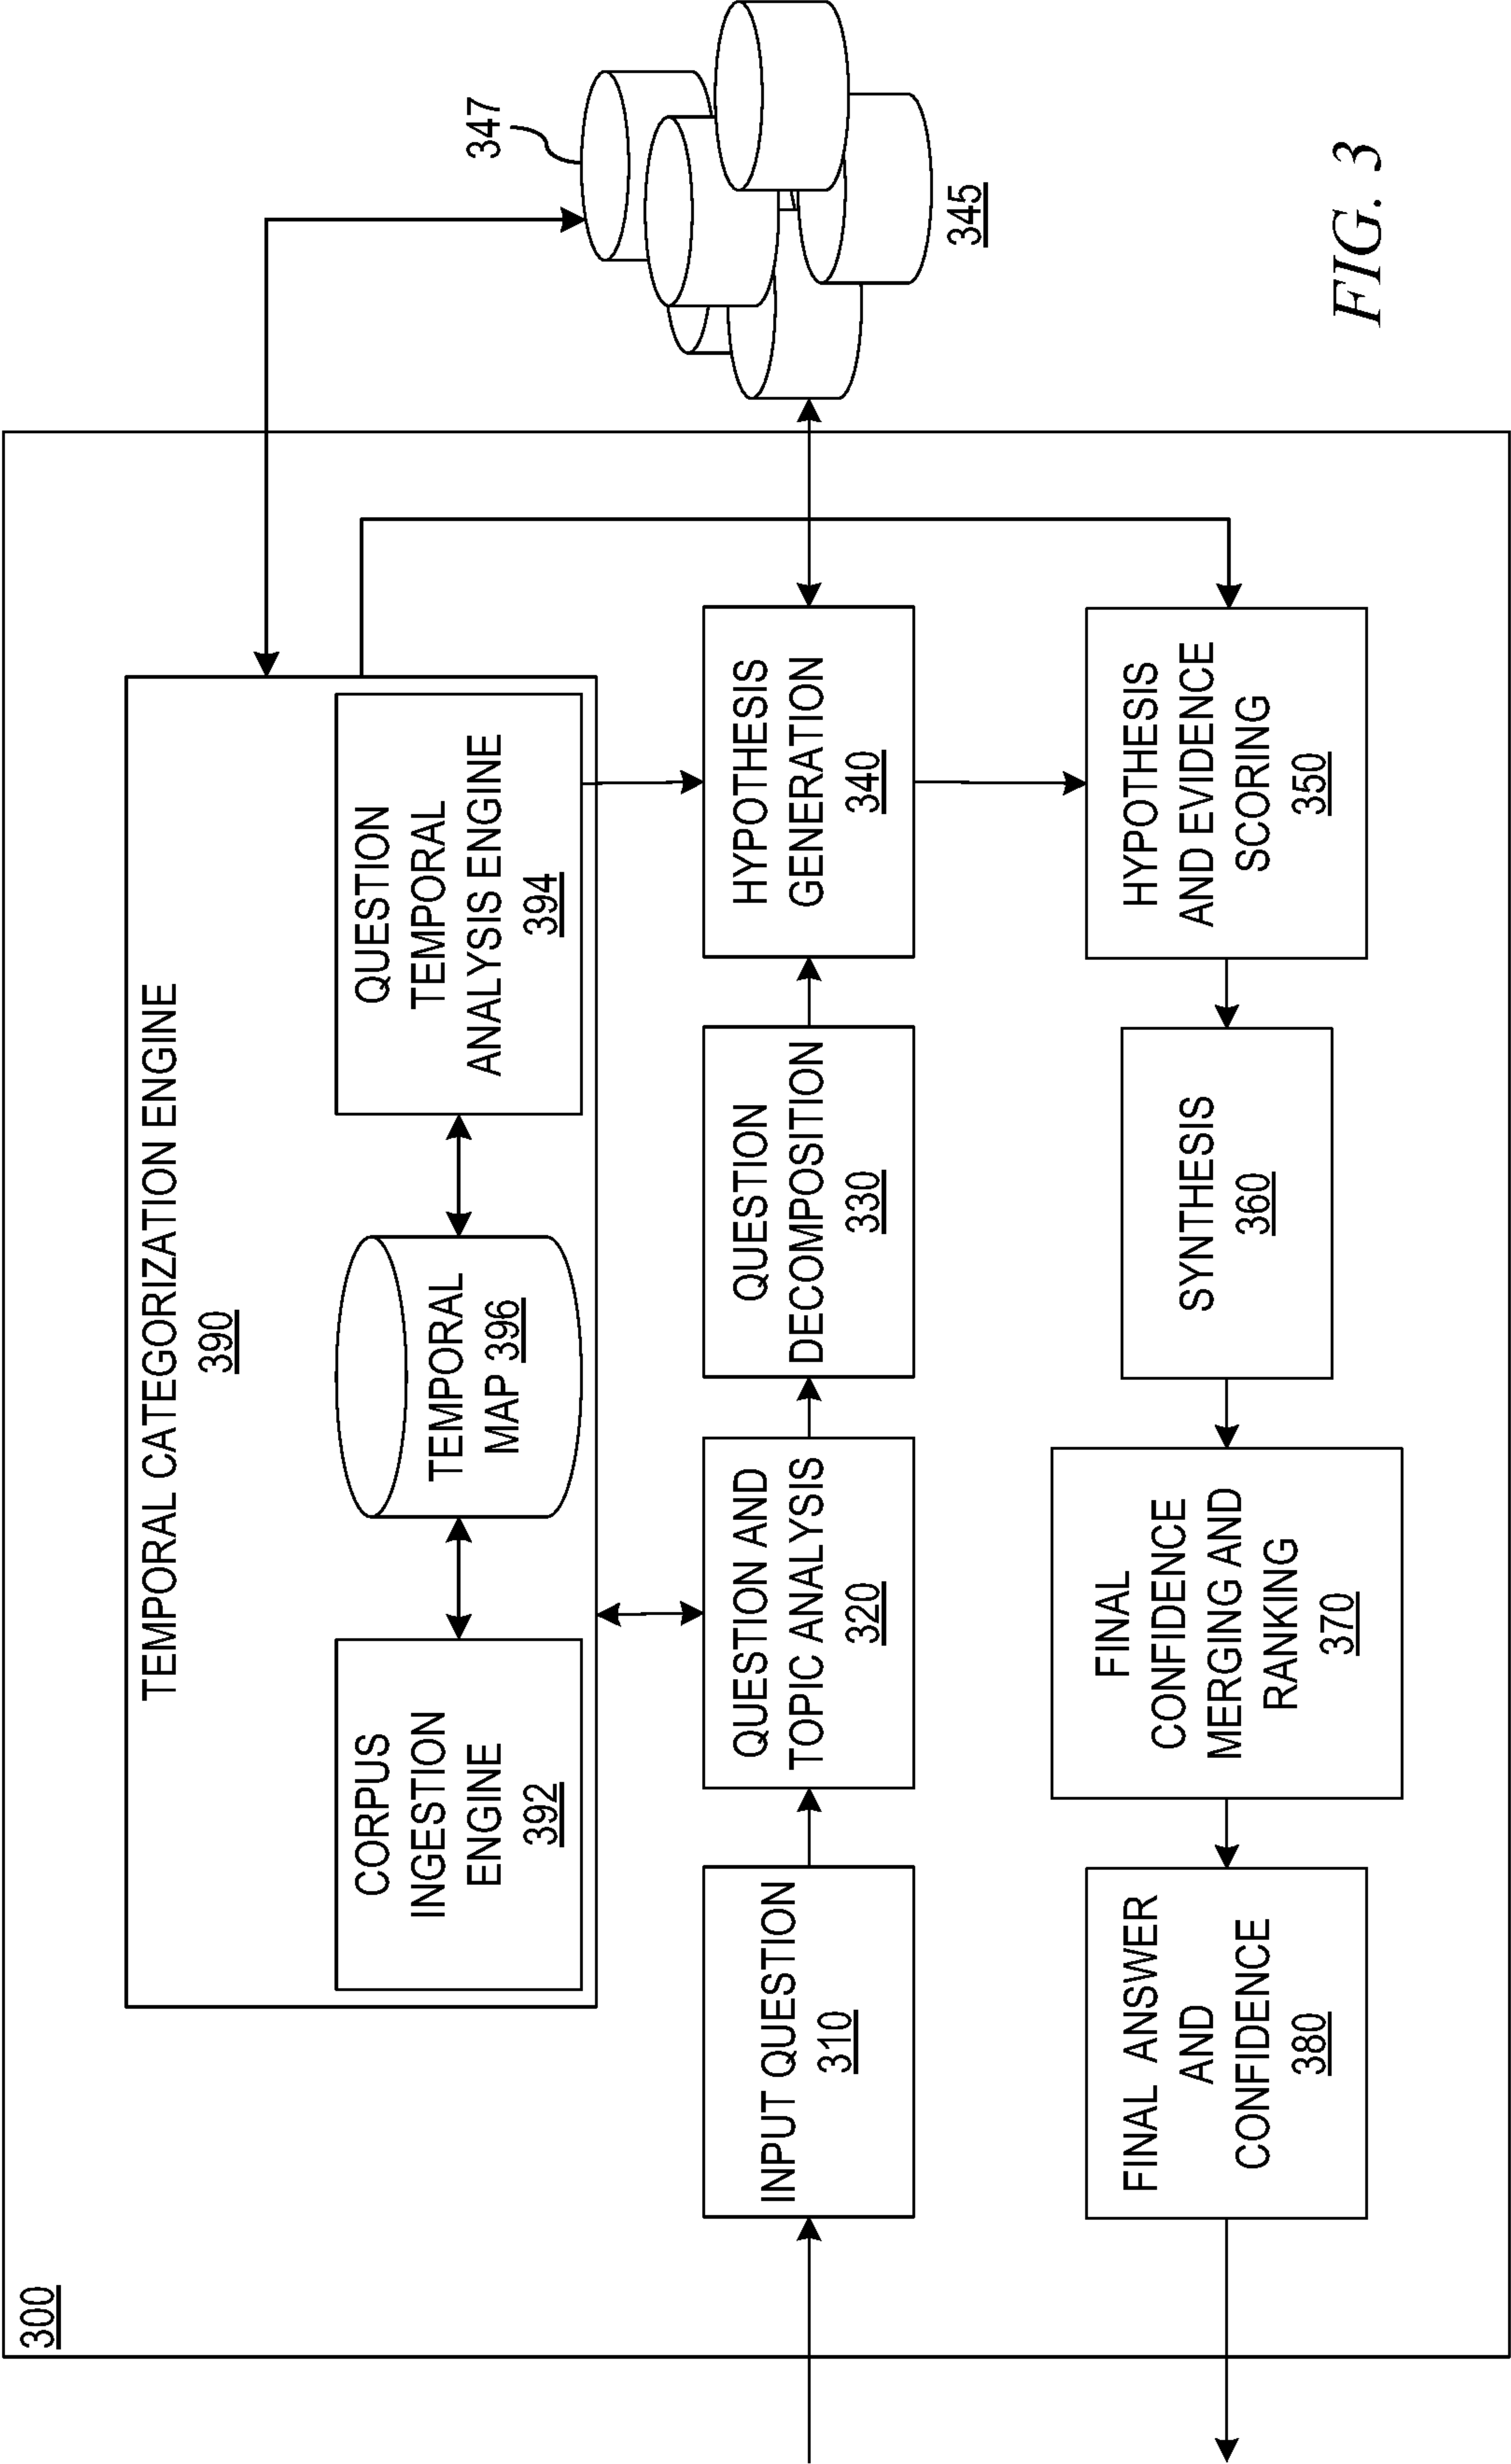 300
TEMPORAL CATEGORIZATION ENGINE
390
CORPUS
INGESTION
ENGINE
392
TEMPORAL
MAP 396
QUESTION
TEMPORAL
ANALYSIS ENGINE
394
347
345
INPUT QUESTION
310
QUESTION AND
TOPIC ANALYSIS
320
QUESTION
DECOMPOSITION
330
HYPOTHESIS
GENERATION
340
FINAL ANSWER
AND
CONFIDENCE
380
FINAL
CONFIDENCE
MERGING AND
RANKING
370
SYNTHESIS
360
HYPOTHESIS
AND EVIDENCE
SCORING
350
FIG. 3